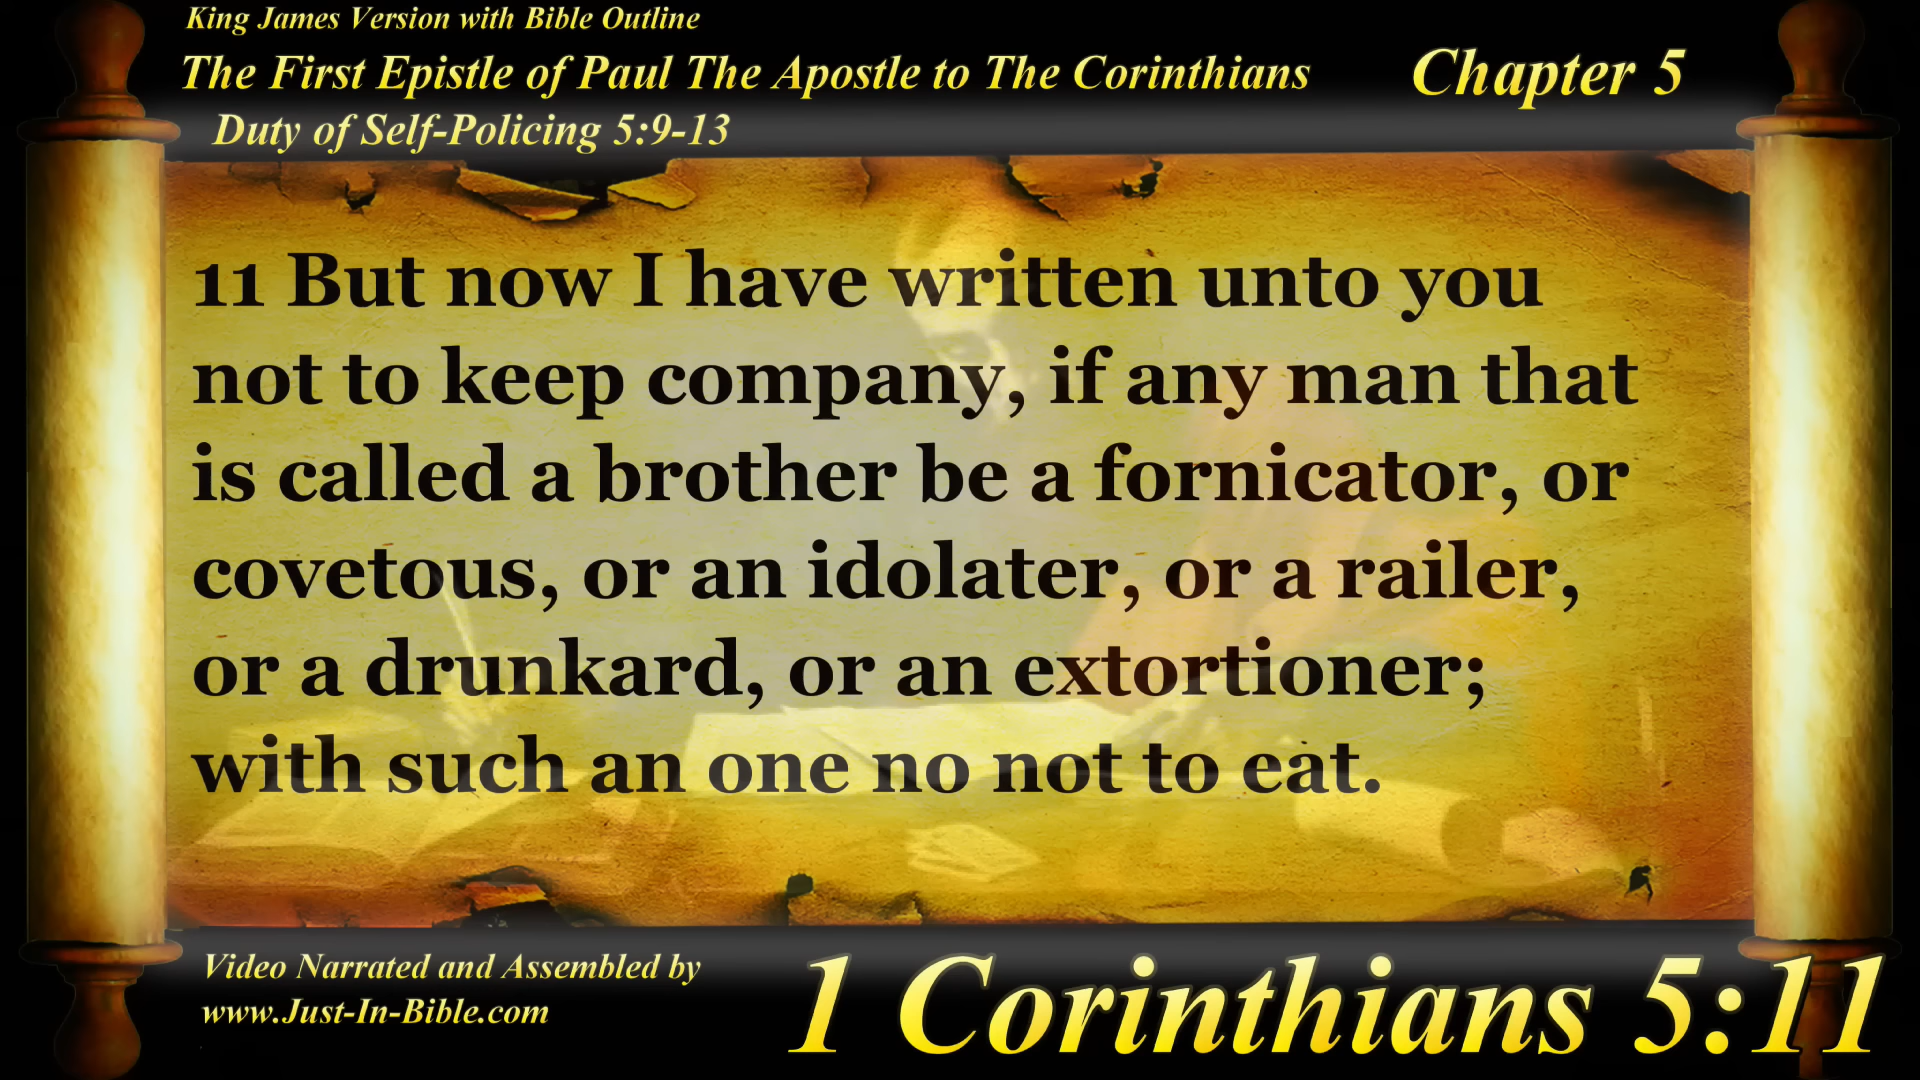 King James Version with Bible Outline
The First Epistle of Paul The Apostle to The Corinthians
Chapter 5
Duty of Self-Policing 5:9-13
11 But now I have written unto you
not to keep company, if any man that
is called a brother be a fornicator, or
covetous, or an idolater, or a railer,
or a drunkard, or an extortioner;
with such an one no not to eat.
Video Narrated and Assembled by
www.Just-In-Bible.com
1 Corinthians 5:11